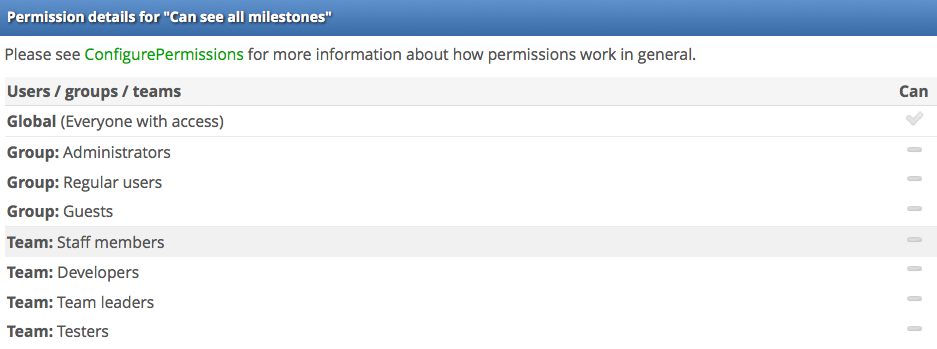 Permission details for "Can see all milestones"
Please see ConfigurePermissions for more information about how permissions work in general.
Users / groups / teams Can
Global (Everyone with access)
Group: Administrators
Group: Regular users
Group: Guests
Team: Staff members
Team: Developers
Team: Team leaders
Team: Testers